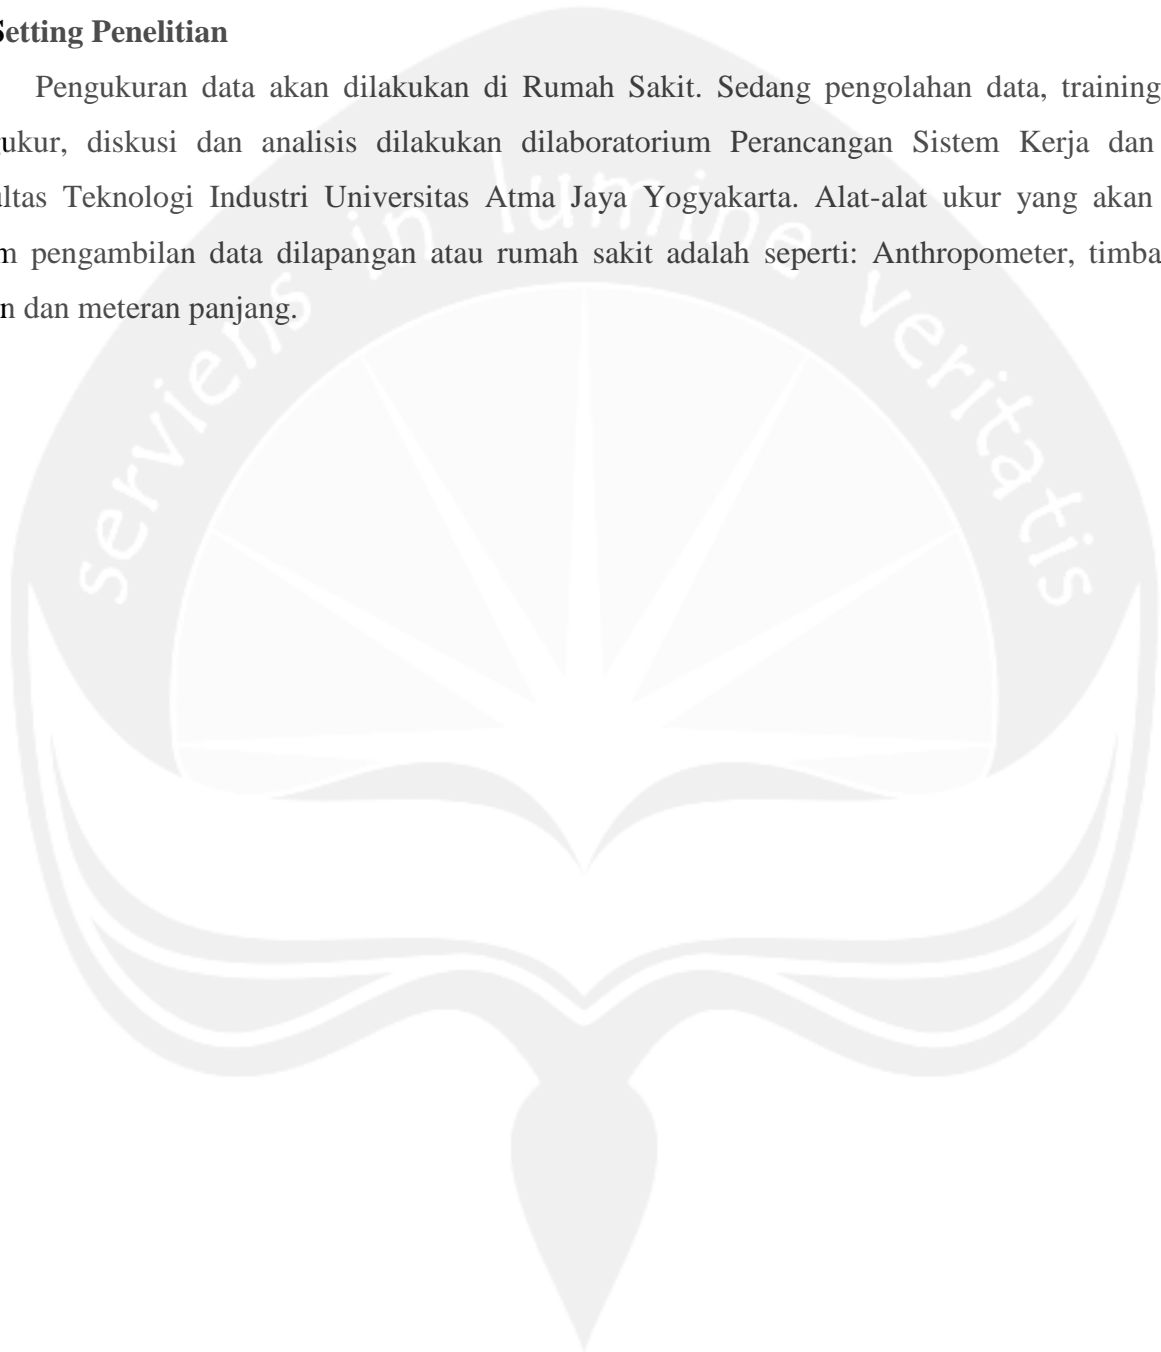 Setting Penelitian
Pengukuran data akan dilakukan di Rumah Sakit. Sedang pengolahan data, training
ukur, diskusi dan analisis dilakukan dilaboratorium Perancangan Sistem Kerja dan
ltas Teknologi Industri Universitas Atma Jaya Yogyakarta. Alat-alat ukur yang akan
m pengambilan data dilapangan atau rumah sakit adalah seperti: Anthropometer, timba
n dan meteran panjang.
serviens in lumine veritatis